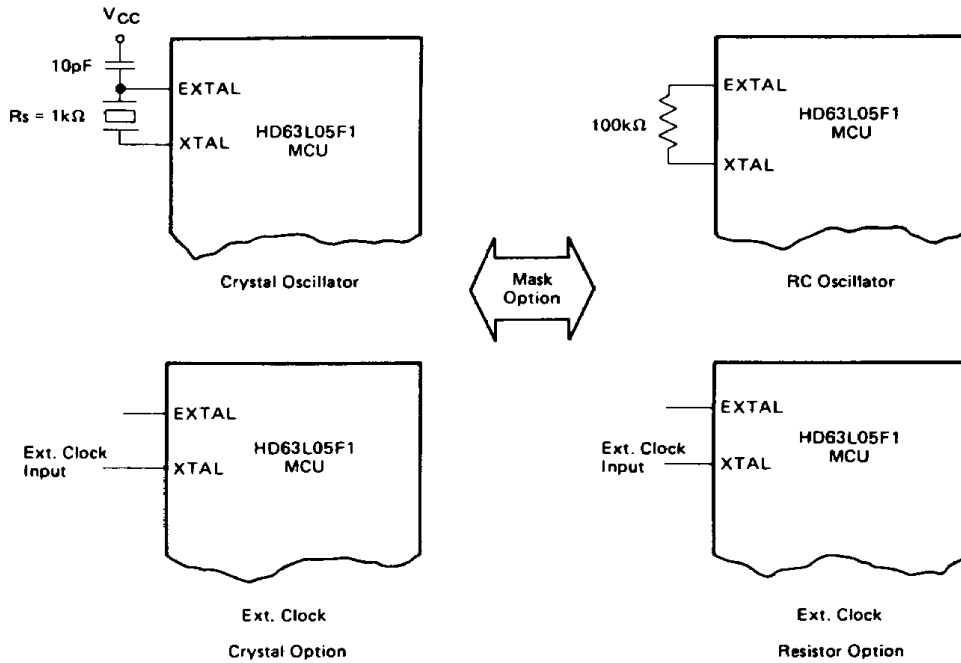 VCC
10pF
Rs = 1kΩ
EXTAL
XTAL
HD63L05F1
MCU
Crystal Oscillator
100kΩ
EXTAL
XTAL
HD63L05F1
MCU
RC Oscillator
Mask
Option
EXTAL
Ext. Clock
Input
XTAL
HD63L05F1
MCU
Ext. Clock
Crystal Option
EXTAL
Ext. Clock
Input
XTAL
HD63L05F1
MCU
Ext. Clock
Resistor Option